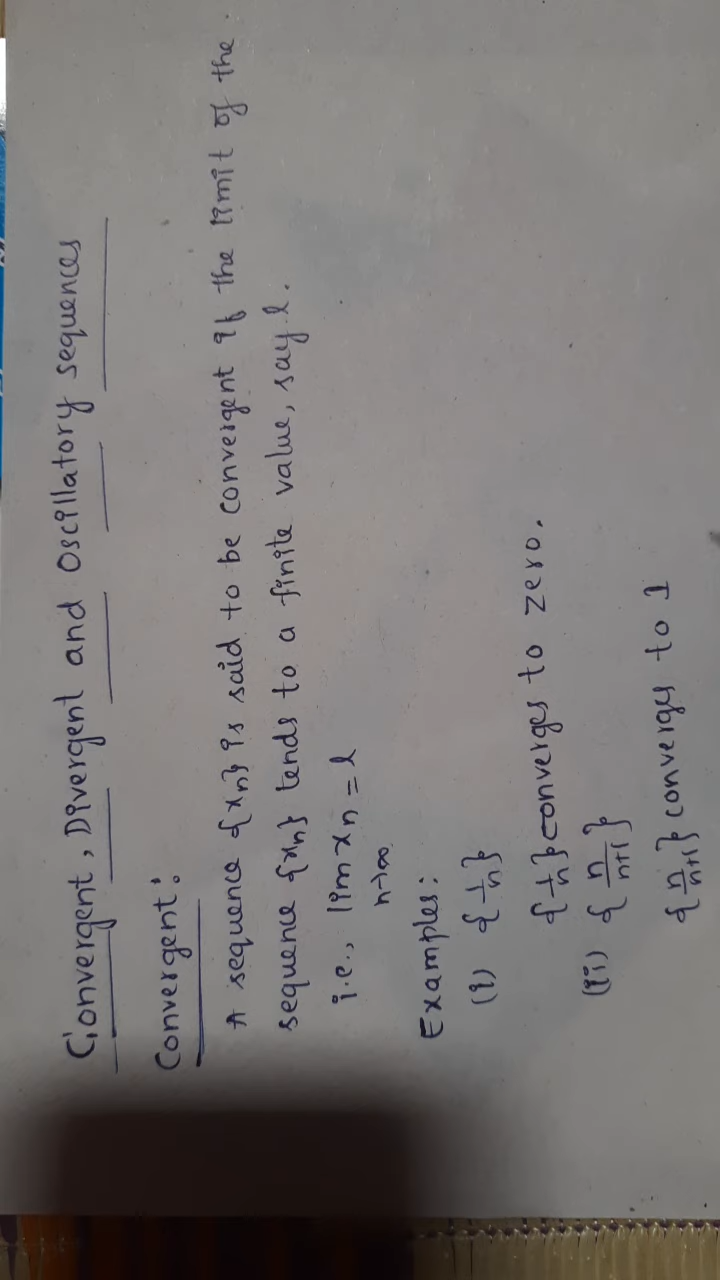 Convergent, Divergent and Oscillatory sequences
Convergent:
A sequence {xn} is said to be convergent if the limit of the
sequence {xn} tends to a finite value, say l.
i.e., lim xn = l
n→∞
Examples:
(i) {1/n}
{1/n} converges to zero.
(ii) {n/n+1}
{n/n+1} converges to 1